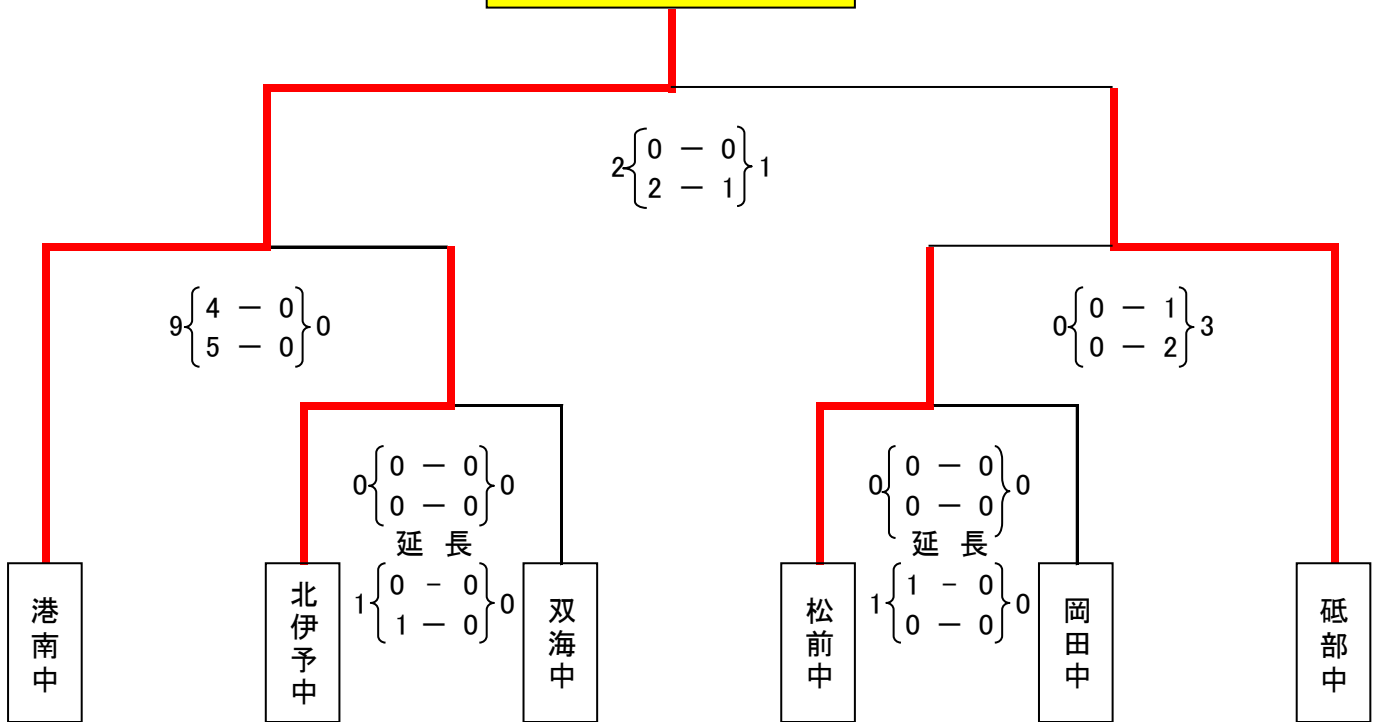 2 0 － 0 1
2 － 1
9 4 － 0 0
5 － 0
0 0 － 1 3
0 － 2
0 0 － 0 0
0 － 0
延 長
1 0 － 0 0
1 － 0
0 0 － 0 0
0 － 0
延 長
1 1 － 0 0
0 － 0
港南中
北伊予中
双海中
松前中
岡田中
砥部中